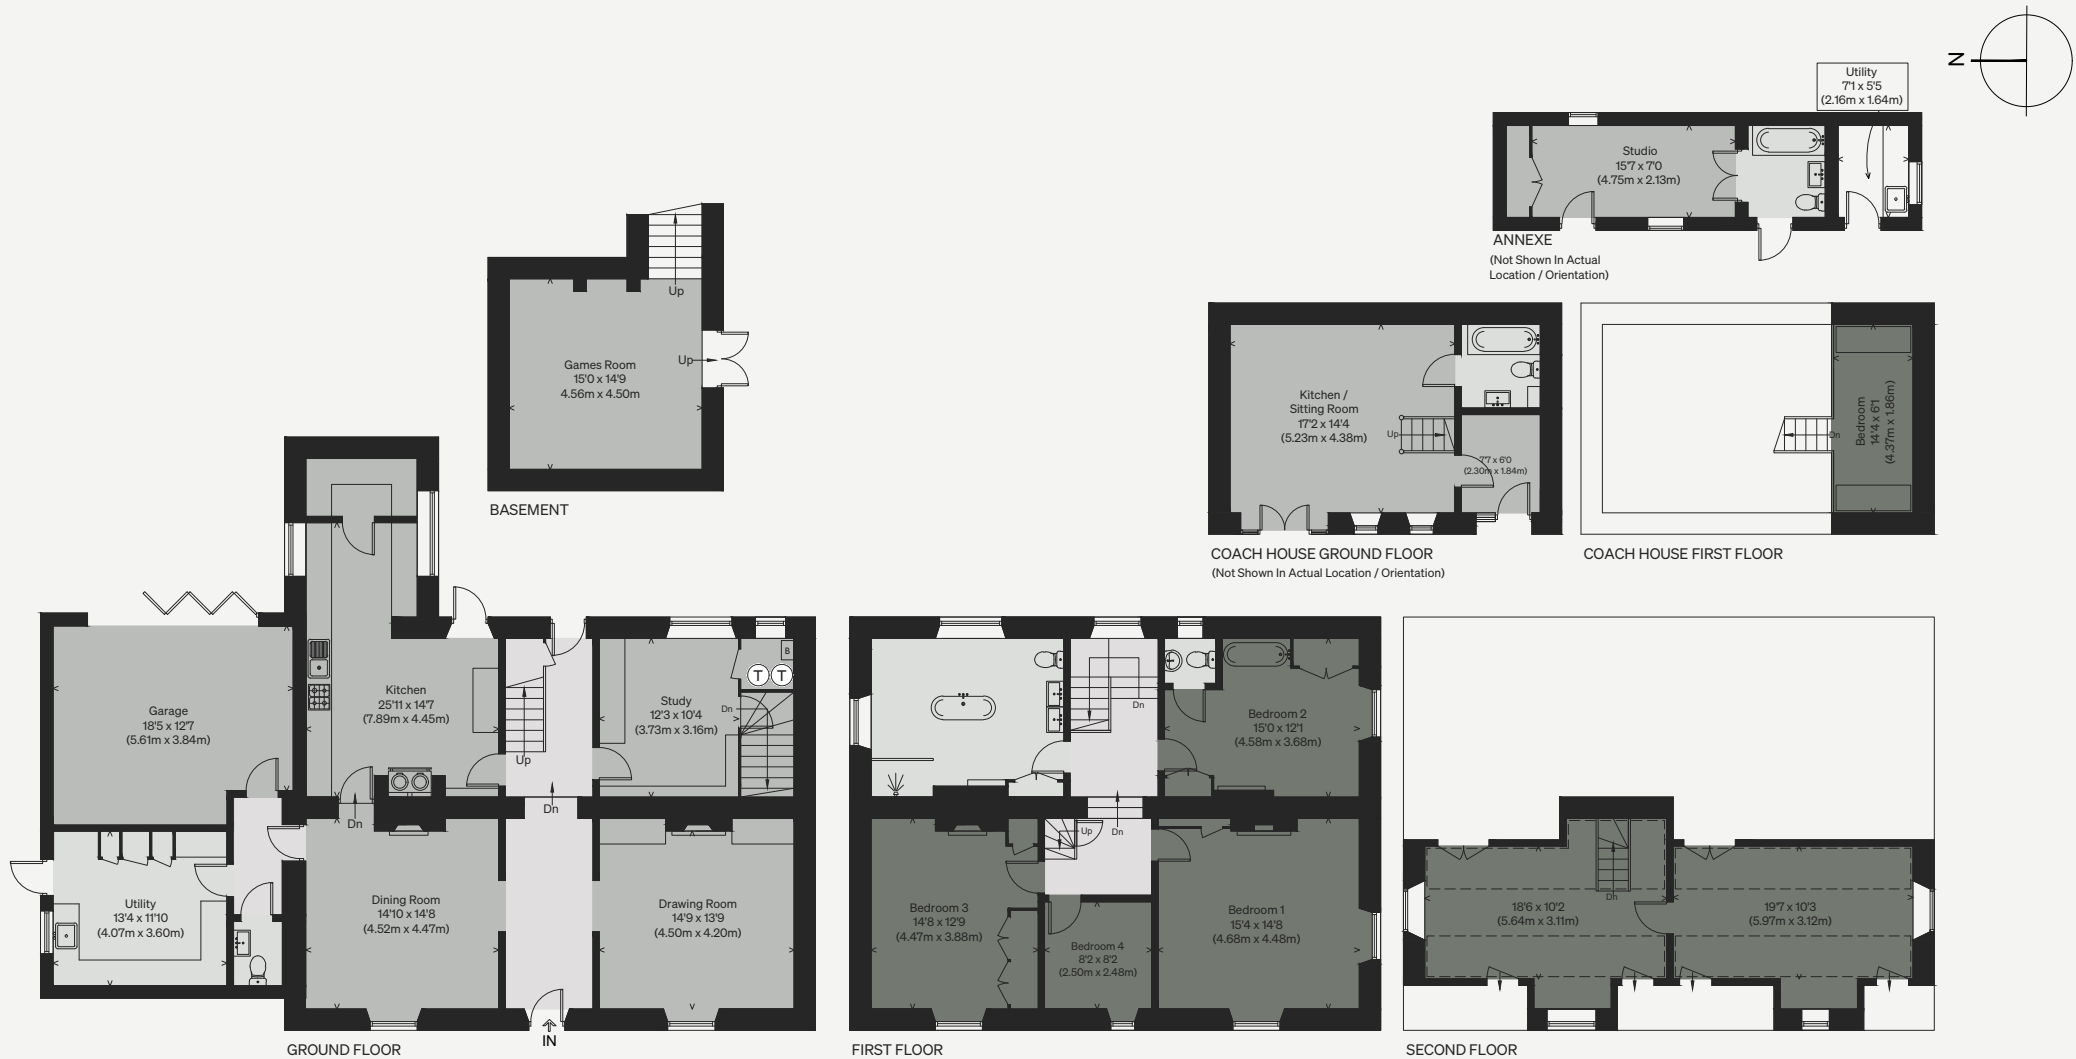 N
Utility
7'1 x 5'5
(2.16m x 1.64m)
Studio
15'7 x 7'0
(4.75m x 2.13m)
ANNEXE
(Not Shown In Actual
Location / Orientation)
Up
Up
Games Room
15'0 x 14'9
4.56m x 4.50m
BASEMENT
Kitchen /
Sitting Room
17'2 x 14'4
(5.23m x 4.38m)
Up
7'7 x 6'0
(2.30m x 1.84m)
COACH HOUSE GROUND FLOOR
(Not Shown In Actual Location / Orientation)
Dn
Bedroom
14'4 x 6'1
(4.37m x 1.86m)
COACH HOUSE FIRST FLOOR
Garage
18'5 x 12'7
(5.61m x 3.84m)
Kitchen
25'11 x 14'7
(7.89m x 4.45m)
Up
Study
12'3 x 10'4
(3.73m x 3.16m)
B
T
T
Dn
Dn
Dn
Utility
13'4 x 11'10
(4.07m x 3.60m)
Dining Room
14'10 x 14'8
(4.52m x 4.47m)
Drawing Room
14'9 x 13'9
(4.50m x 4.20m)
IN
GROUND FLOOR
Dn
Bedroom 2
15'0 x 12'1
(4.58m x 3.68m)
Up
Dn
Bedroom 3
14'8 x 12'9
(4.47m x 3.88m)
Bedroom 4
8'2 x 8'2
(2.50m x 2.48m)
Bedroom 1
15'4 x 14'8
(4.68m x 4.48m)
FIRST FLOOR
Dn
18'6 x 10'2
(5.64m x 3.11m)
19'7 x 10'3
(5.97m x 3.12m)
SECOND FLOOR